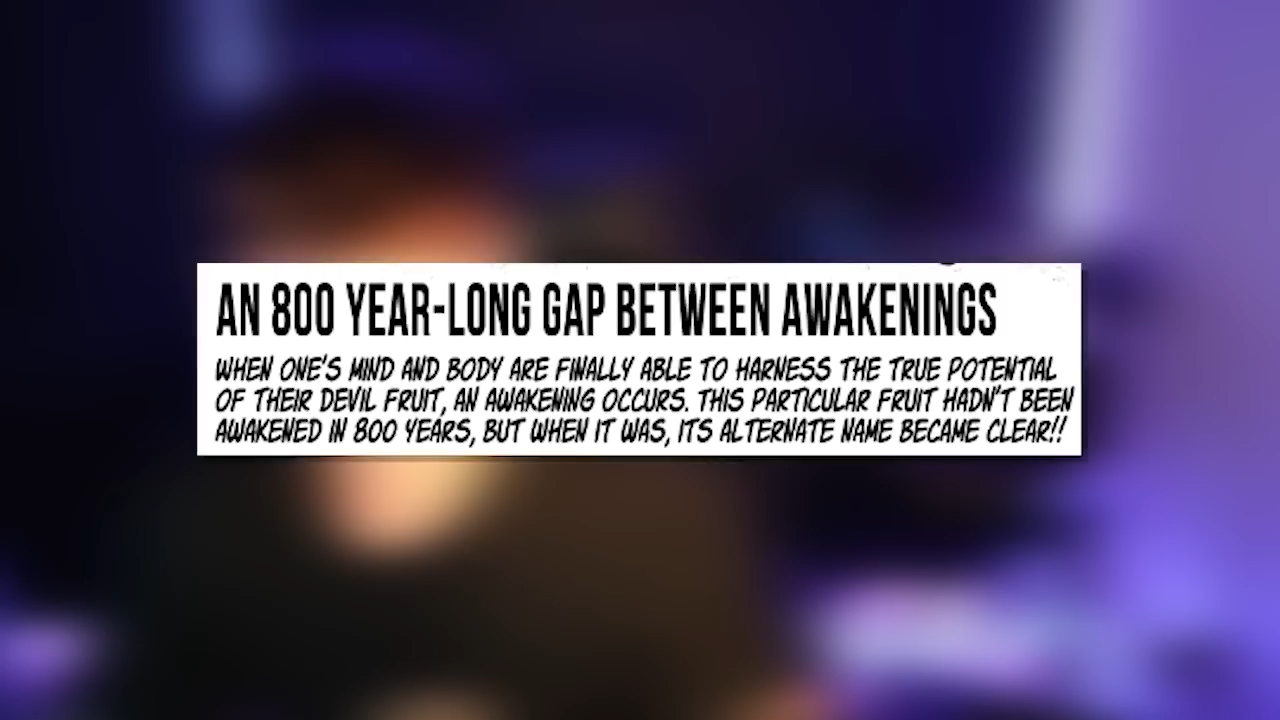 AN 800 YEAR-LONG GAP BETWEEN AWAKENINGS
WHEN ONE'S MIND AND BODY ARE FINALLY ABLE TO HARNESS THE TRUE POTENTIAL
OF THEIR DEVIL FRUIT, AN AWAKENING OCCURS. THIS PARTICULAR FRUIT HADN'T BEEN
AWAKENED IN 800 YEARS, BUT WHEN IT WAS, ITS ALTERNATE NAME BECAME CLEAR!!